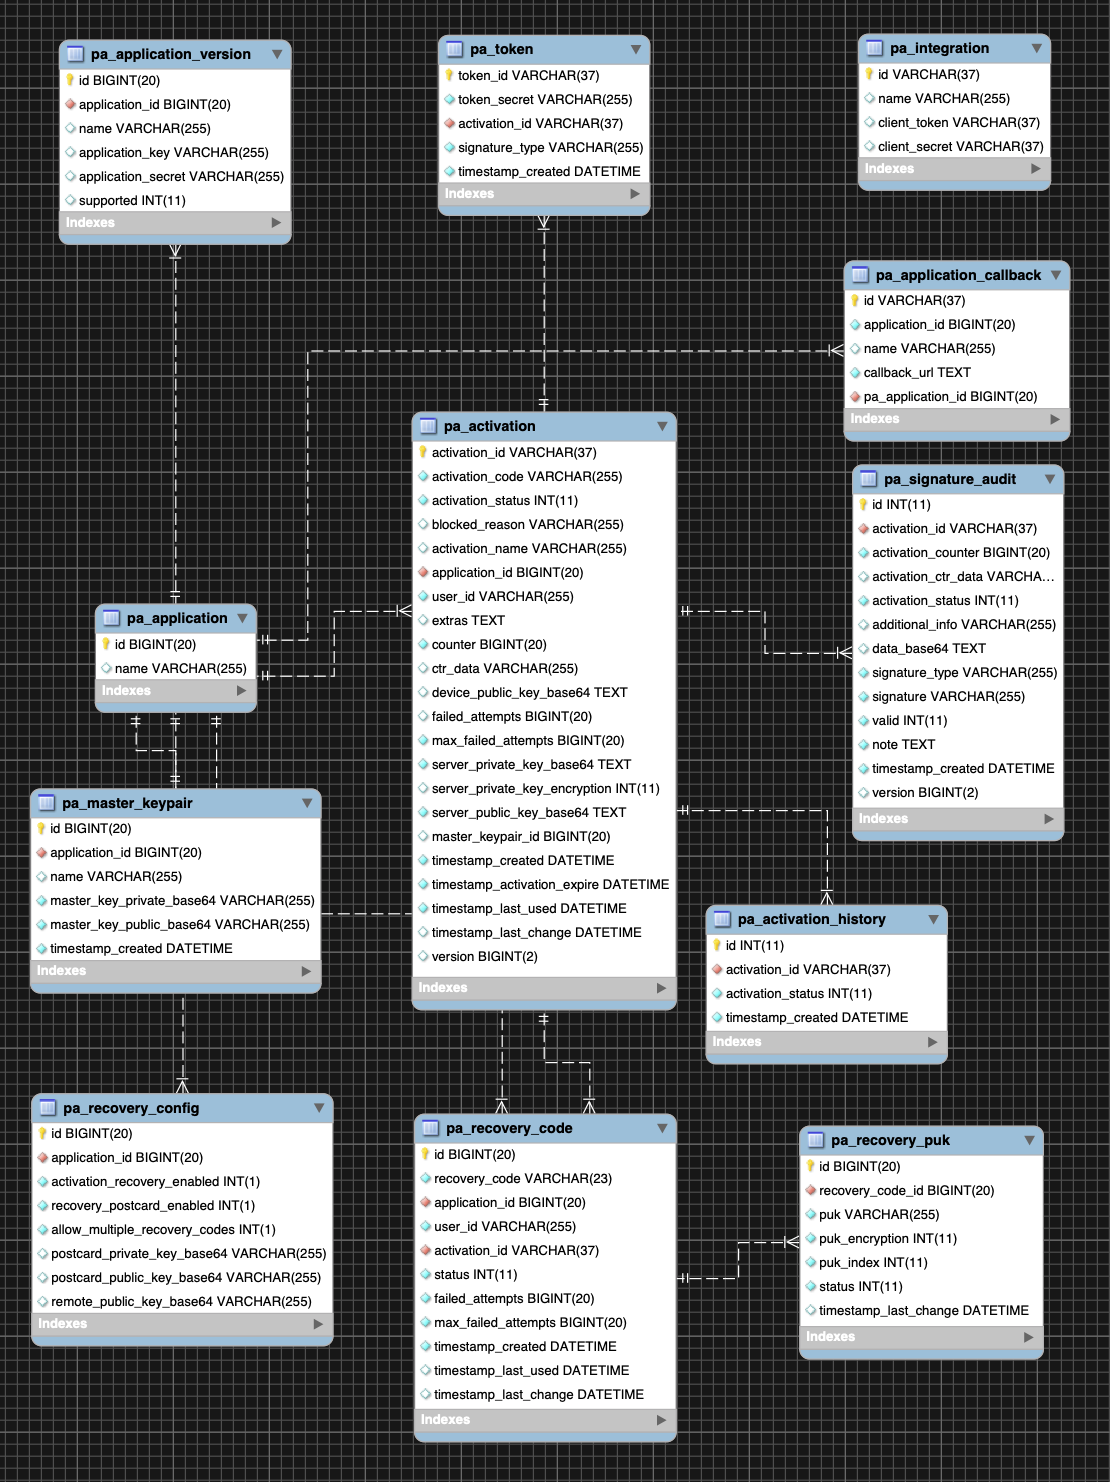 pa_application_version
id BIGINT(20)
application_id BIGINT(20)
name VARCHAR(255)
application_key VARCHAR(255)
application_secret VARCHAR(255)
supported INT(11)
Indexes
pa_token
token_id VARCHAR(37)
token_secret VARCHAR(255)
activation_id VARCHAR(37)
signature_type VARCHAR(255)
timestamp_created DATETIME
Indexes
pa_integration
id VARCHAR(37)
name VARCHAR(255)
client_token VARCHAR(37)
client_secret VARCHAR(37)
Indexes
pa_application_callback
id VARCHAR(37)
application_id BIGINT(20)
name VARCHAR(255)
callback_url TEXT
pa_application_id BIGINT(20)
Indexes
pa_activation
activation_id VARCHAR(37)
activation_code VARCHAR(255)
activation_status INT(11)
blocked_reason VARCHAR(255)
activation_name VARCHAR(255)
application_id BIGINT(20)
user_id VARCHAR(255)
extras TEXT
counter BIGINT(20)
ctr_data VARCHAR(255)
device_public_key_base64 TEXT
failed_attempts BIGINT(20)
max_failed_attempts BIGINT(20)
server_private_key_base64 TEXT
server_private_key_encryption INT(11)
server_public_key_base64 TEXT
master_keypair_id BIGINT(20)
timestamp_created DATETIME
timestamp_activation_expire DATETIME
timestamp_last_used DATETIME
timestamp_last_change DATETIME
version BIGINT(2)
Indexes
pa_signature_audit
id INT(11)
activation_id VARCHAR(37)
activation_counter BIGINT(20)
activation_ctr_data VARCHA...
activation_status INT(11)
additional_info VARCHAR(255)
data_base64 TEXT
signature_type VARCHAR(255)
signature VARCHAR(255)
valid INT(11)
note TEXT
timestamp_created DATETIME
version BIGINT(2)
Indexes
pa_application
id BIGINT(20)
name VARCHAR(255)
Indexes
pa_master_keypair
id BIGINT(20)
application_id BIGINT(20)
name VARCHAR(255)
master_key_private_base64 VARCHAR(255)
master_key_public_base64 VARCHAR(255)
timestamp_created DATETIME
Indexes
pa_activation_history
id INT(11)
activation_id VARCHAR(37)
activation_status INT(11)
timestamp_created DATETIME
Indexes
pa_recovery_config
id BIGINT(20)
application_id BIGINT(20)
activation_recovery_enabled INT(1)
recovery_postcard_enabled INT(1)
allow_multiple_recovery_codes INT(1)
postcard_private_key_base64 VARCHAR(255)
postcard_public_key_base64 VARCHAR(255)
remote_public_key_base64 VARCHAR(255)
Indexes
pa_recovery_code
id BIGINT(20)
recovery_code VARCHAR(23)
application_id BIGINT(20)
user_id VARCHAR(255)
activation_id VARCHAR(37)
status INT(11)
failed_attempts BIGINT(20)
max_failed_attempts BIGINT(20)
timestamp_created DATETIME
timestamp_last_used DATETIME
timestamp_last_change DATETIME
Indexes
pa_recovery_puk
id BIGINT(20)
recovery_code_id BIGINT(20)
puk VARCHAR(255)
puk_encryption INT(11)
puk_index INT(11)
status INT(11)
timestamp_last_change DATETIME
Indexes